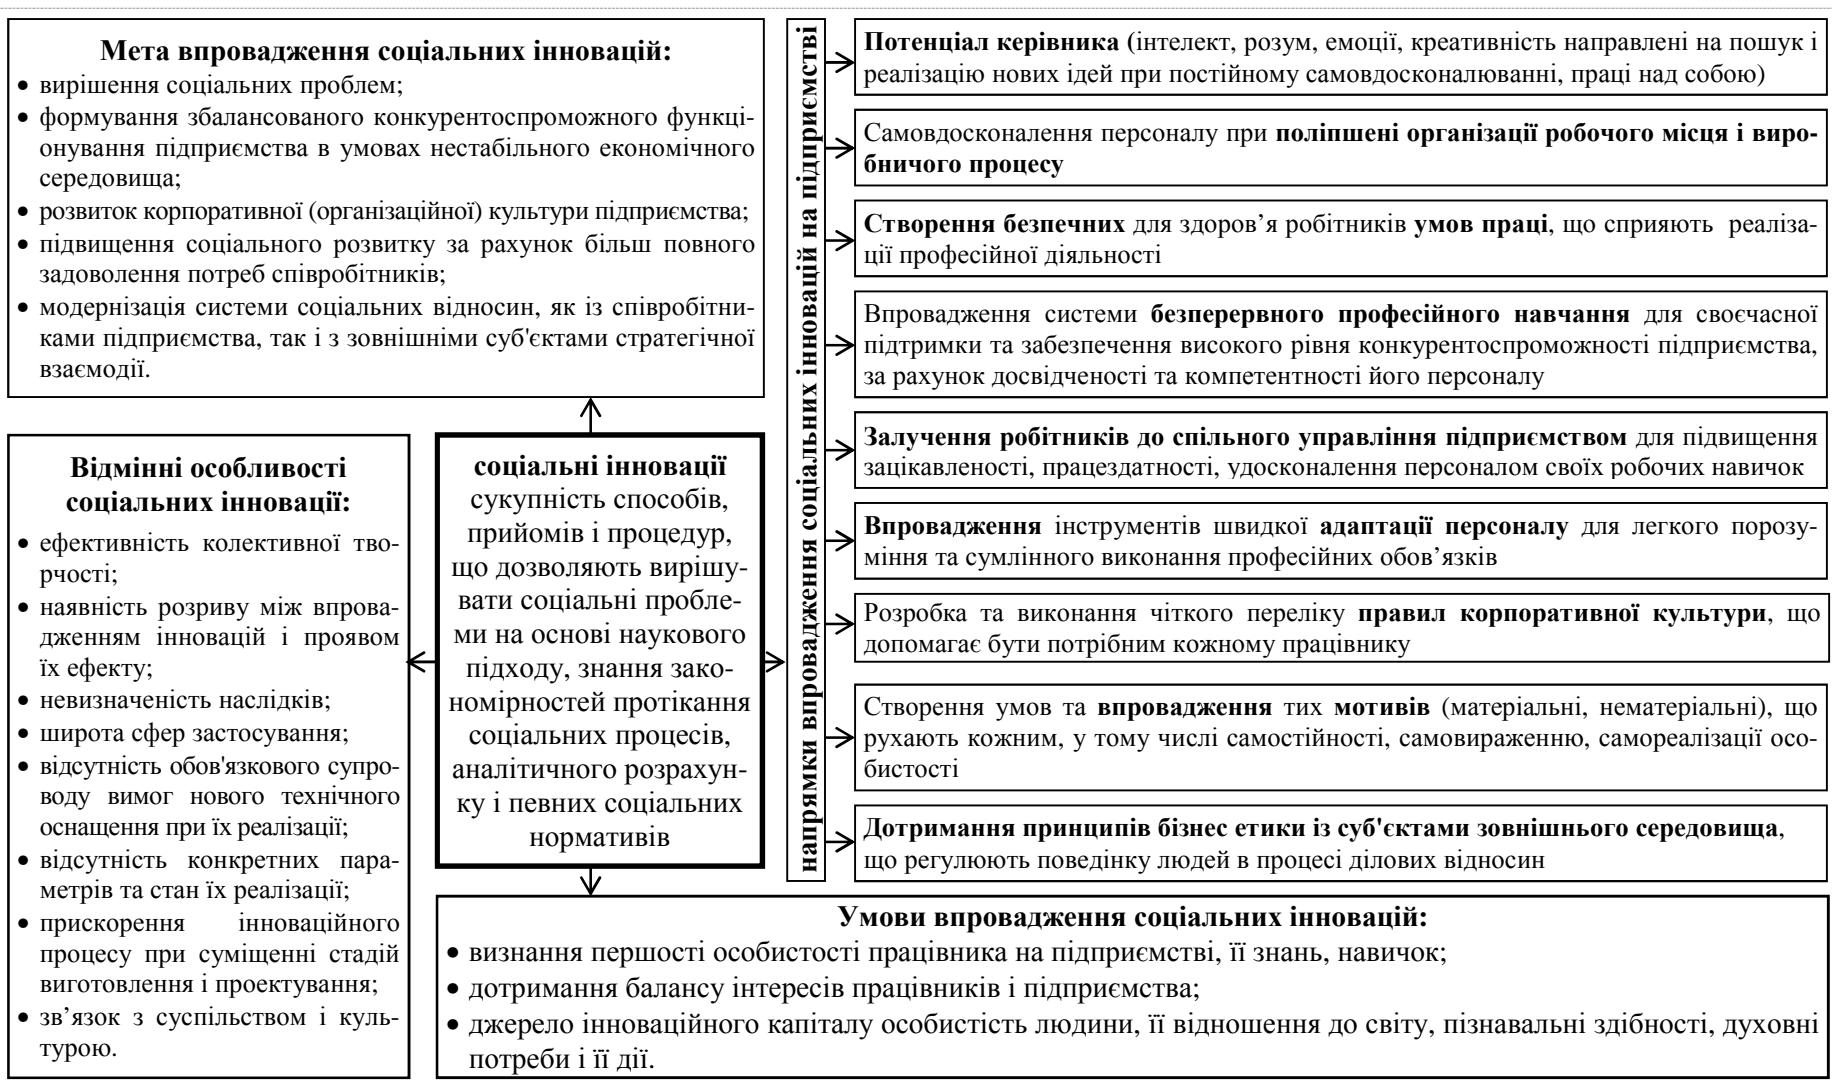 Мета впровадження соціальних інновацій:
• вирішення соціальних проблем;
• формування збалансованого конкурентоспроможного функці-
онування підприємства в умовах нестабільного економічного
середовища;
• розвиток корпоративної (організаційної) культури підприємства;
• підвищення соціального розвитку за рахунок більш повного
задоволення потреб співробітників;
• модернізація системи соціальних відносин, як із співробітни-
ками підприємства, так і з зовнішніми суб'єктами стратегічної
взаємодії.
Відмінні особливості
соціальних інновації:
• ефективність колективної тво-
рчості;
• наявність розриву між впрова-
дженням інновацій і проявом
їх ефекту;
• невизначеність наслідків;
• широта сфер застосування;
• відсутність обов'язкового супро-
воду вимог нового технічного
оснащення при їх реалізації;
• відсутність конкретних пара-
метрів та стан їх реалізації;
• прискорення інноваційного
процесу при суміщенні стадій
виготовлення і проектування;
• зв’язок з суспільством і куль-
турою.
соціальні інновації
сукупність способів,
прийомів і процедур,
що дозволяють вирішу-
вати соціальні пробле-
ми на основі наукового
підходу, знання зако-
номірностей протікання
соціальних процесів,
аналітичного розрахун-
ку і певних соціальних
нормативів
напрямки впровадження соціальних інновацій на підприємстві
Потенціал керівника (інтелект, розум, емоції, креативність направлені на пошук і
реалізацію нових ідей при постійному самовдосконалюванні, праці над собою)
Самовдосконалення персоналу при поліпшені організації робочого місця і виро-
бничого процесу
Створення безпечних для здоров’я робітників умов праці, що сприяють реаліза-
ції професійної діяльності
Впровадження системи безперервного професійного навчання для своєчасної
підтримки та забезпечення високого рівня конкурентоспроможності підприємства,
за рахунок досвідченості та компетентності його персоналу
Залучення робітників до спільного управління підприємством для підвищення
зацікавленості, працездатності, удосконалення персоналом своїх робочих навичок
Впровадження інструментів швидкої адаптації персоналу для легкого порозу-
міння та сумлінного виконання професійних обов’язків
Розробка та виконання чіткого переліку правил корпоративної культури, що
допомагає бути потрібним кожному працівнику
Створення умов та впровадження тих мотивів (матеріальні, нематеріальні), що
рухають кожним, у тому числі самостійності, самовираженню, самореалізації осо-
бистості
Дотримання принципів бізнес етики із суб'єктами зовнішнього середовища,
що регулюють поведінку людей в процесі ділових відносин
Умови впровадження соціальних інновацій:
• визнання першості особистості працівника на підприємстві, її знань, навичок;
• дотримання балансу інтересів працівників і підприємства;
• джерело інноваційного капіталу особистість людини, її відношення до світу, пізнавальні здібності, духовні
потреби і її дії.